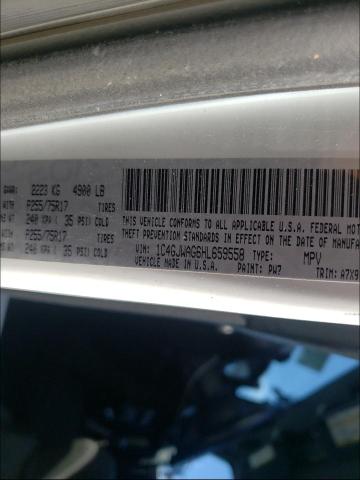 GAWR: 2223 KG 4900 LB
WITH P255/75R17 TIRES
240 KPA ( 35 PSI) COLD
WITH P255/75R17 TIRES
240 KPA ( 35 PSI) COLD
THIS VEHICLE CONFORMS TO ALL APPLICABLE U.S.A. FEDERAL MOT
THEFT PREVENTION STANDARDS IN EFFECT ON THE DATE OF MANUFA
VIN: 1C4GJWAG6HL659558 TYPE: MPV
VEHICLE MADE IN U.S.A. PAINT: PW7 TRIM: A7X9